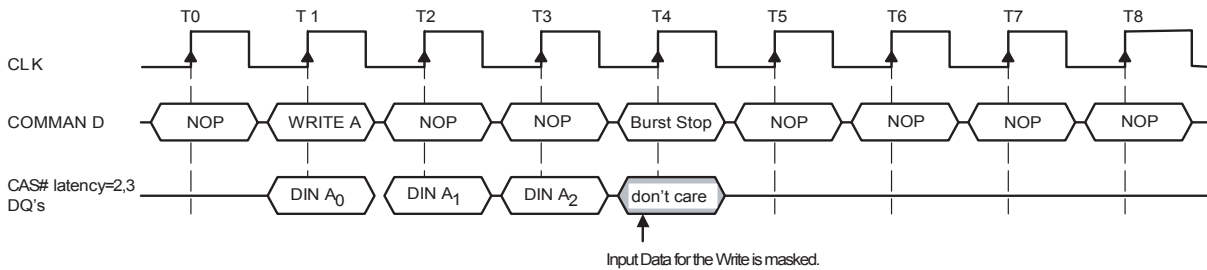 T0 T 1 T2 T3 T4 T5 T6 T7 T8
CLK
COMMAN D NOP WRITE A NOP NOP Burst Stop NOP NOP NOP NOP
CAS# latency=2,3
DQ's
DIN A0 DIN A1 DIN A2 don't care
Input Data for the Write is masked.